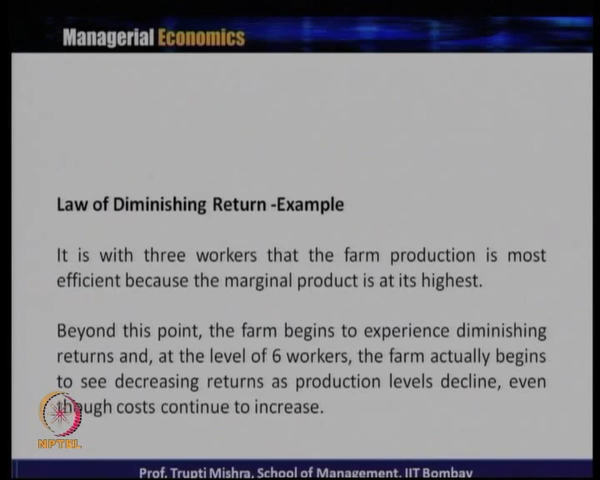 Managerial Economics
Law of Diminishing Return -Example
It is with three workers that the farm production is most
efficient because the marginal product is at its highest.
Beyond this point, the farm begins to experience diminishing
returns and, at the level of 6 workers, the farm actually begins
to see decreasing returns as production levels decline, even
though costs continue to increase.
NPTEL
Prof. Trupti Mishra, School of Management, IIT Bombay